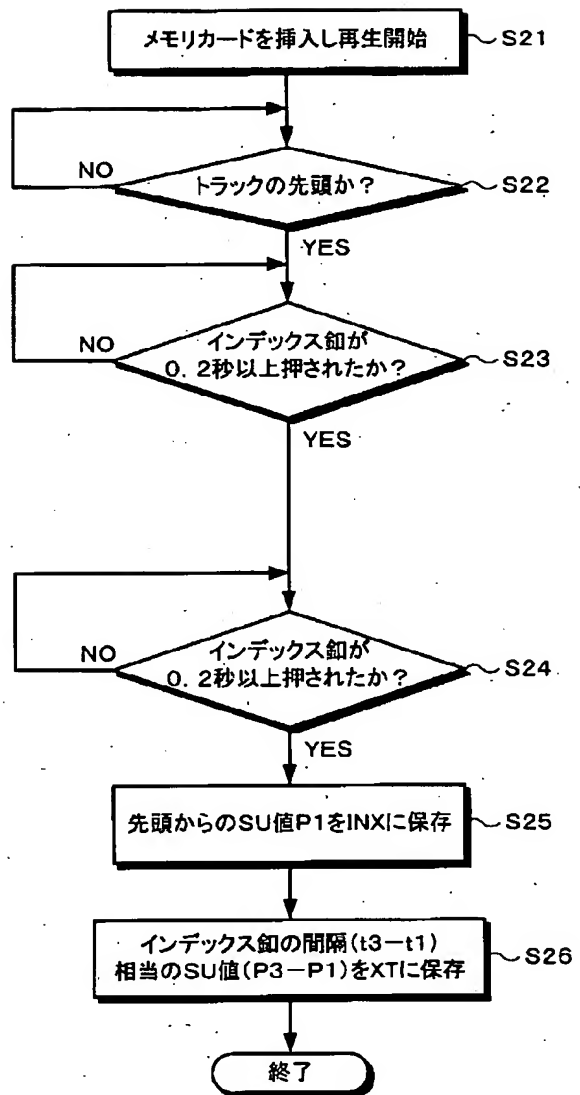 メモリカードを挿入し再生開始
S21
NO
トラックの先頭か?
S22
YES
NO
インデックス釦が
0.2秒以上押されたか?
S23
YES
NO
インデックス釦が
0.2秒以上押されたか?
S24
YES
先頭からのSU値P1をINXに保存
S25
インデックス釦の間隔(t3-t1)
相当のSU値(P3-P1)をXTに保存
S26
終了